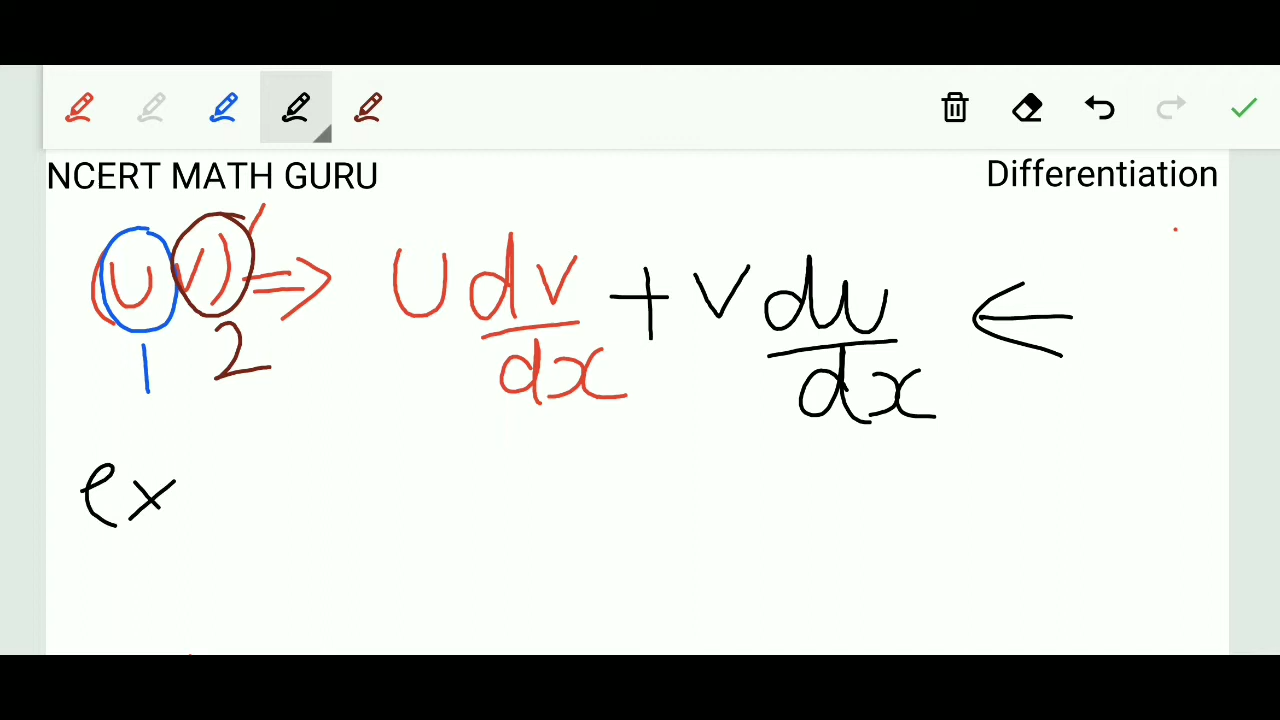 NCERT MATH GURU Differentiation
(UV)' ⇒ U dv/dx + V du/dx ←
1 2
ex